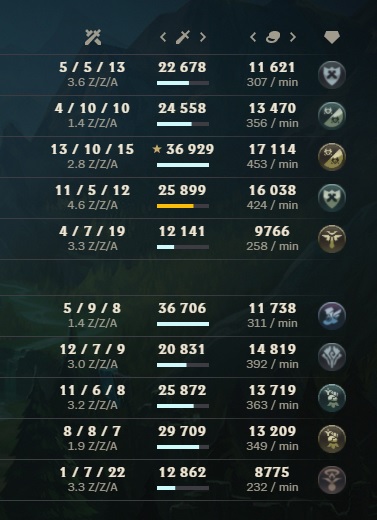 5 / 5 / 13 22 678 11 621
3.6 Z/Z/A 307 / min
4 / 10 / 10 24 558 13 470
1.4 Z/Z/A 356 / min
13 / 10 / 15 36 929 17 114
2.8 Z/Z/A 453 / min
11 / 5 / 12 25 899 16 038
4.6 Z/Z/A 424 / min
4 / 7 / 19 12 141 9766
3.3 Z/Z/A 258 / min
5 / 9 / 8 36 706 11 738
1.4 Z/Z/A 311 / min
12 / 7 / 9 20 831 14 819
3.0 Z/Z/A 392 / min
11 / 6 / 8 25 872 13 719
3.2 Z/Z/A 363 / min
8 / 8 / 7 29 709 13 209
1.9 Z/Z/A 349 / min
1 / 7 / 22 12 862 8775
3.3 Z/Z/A 232 / min